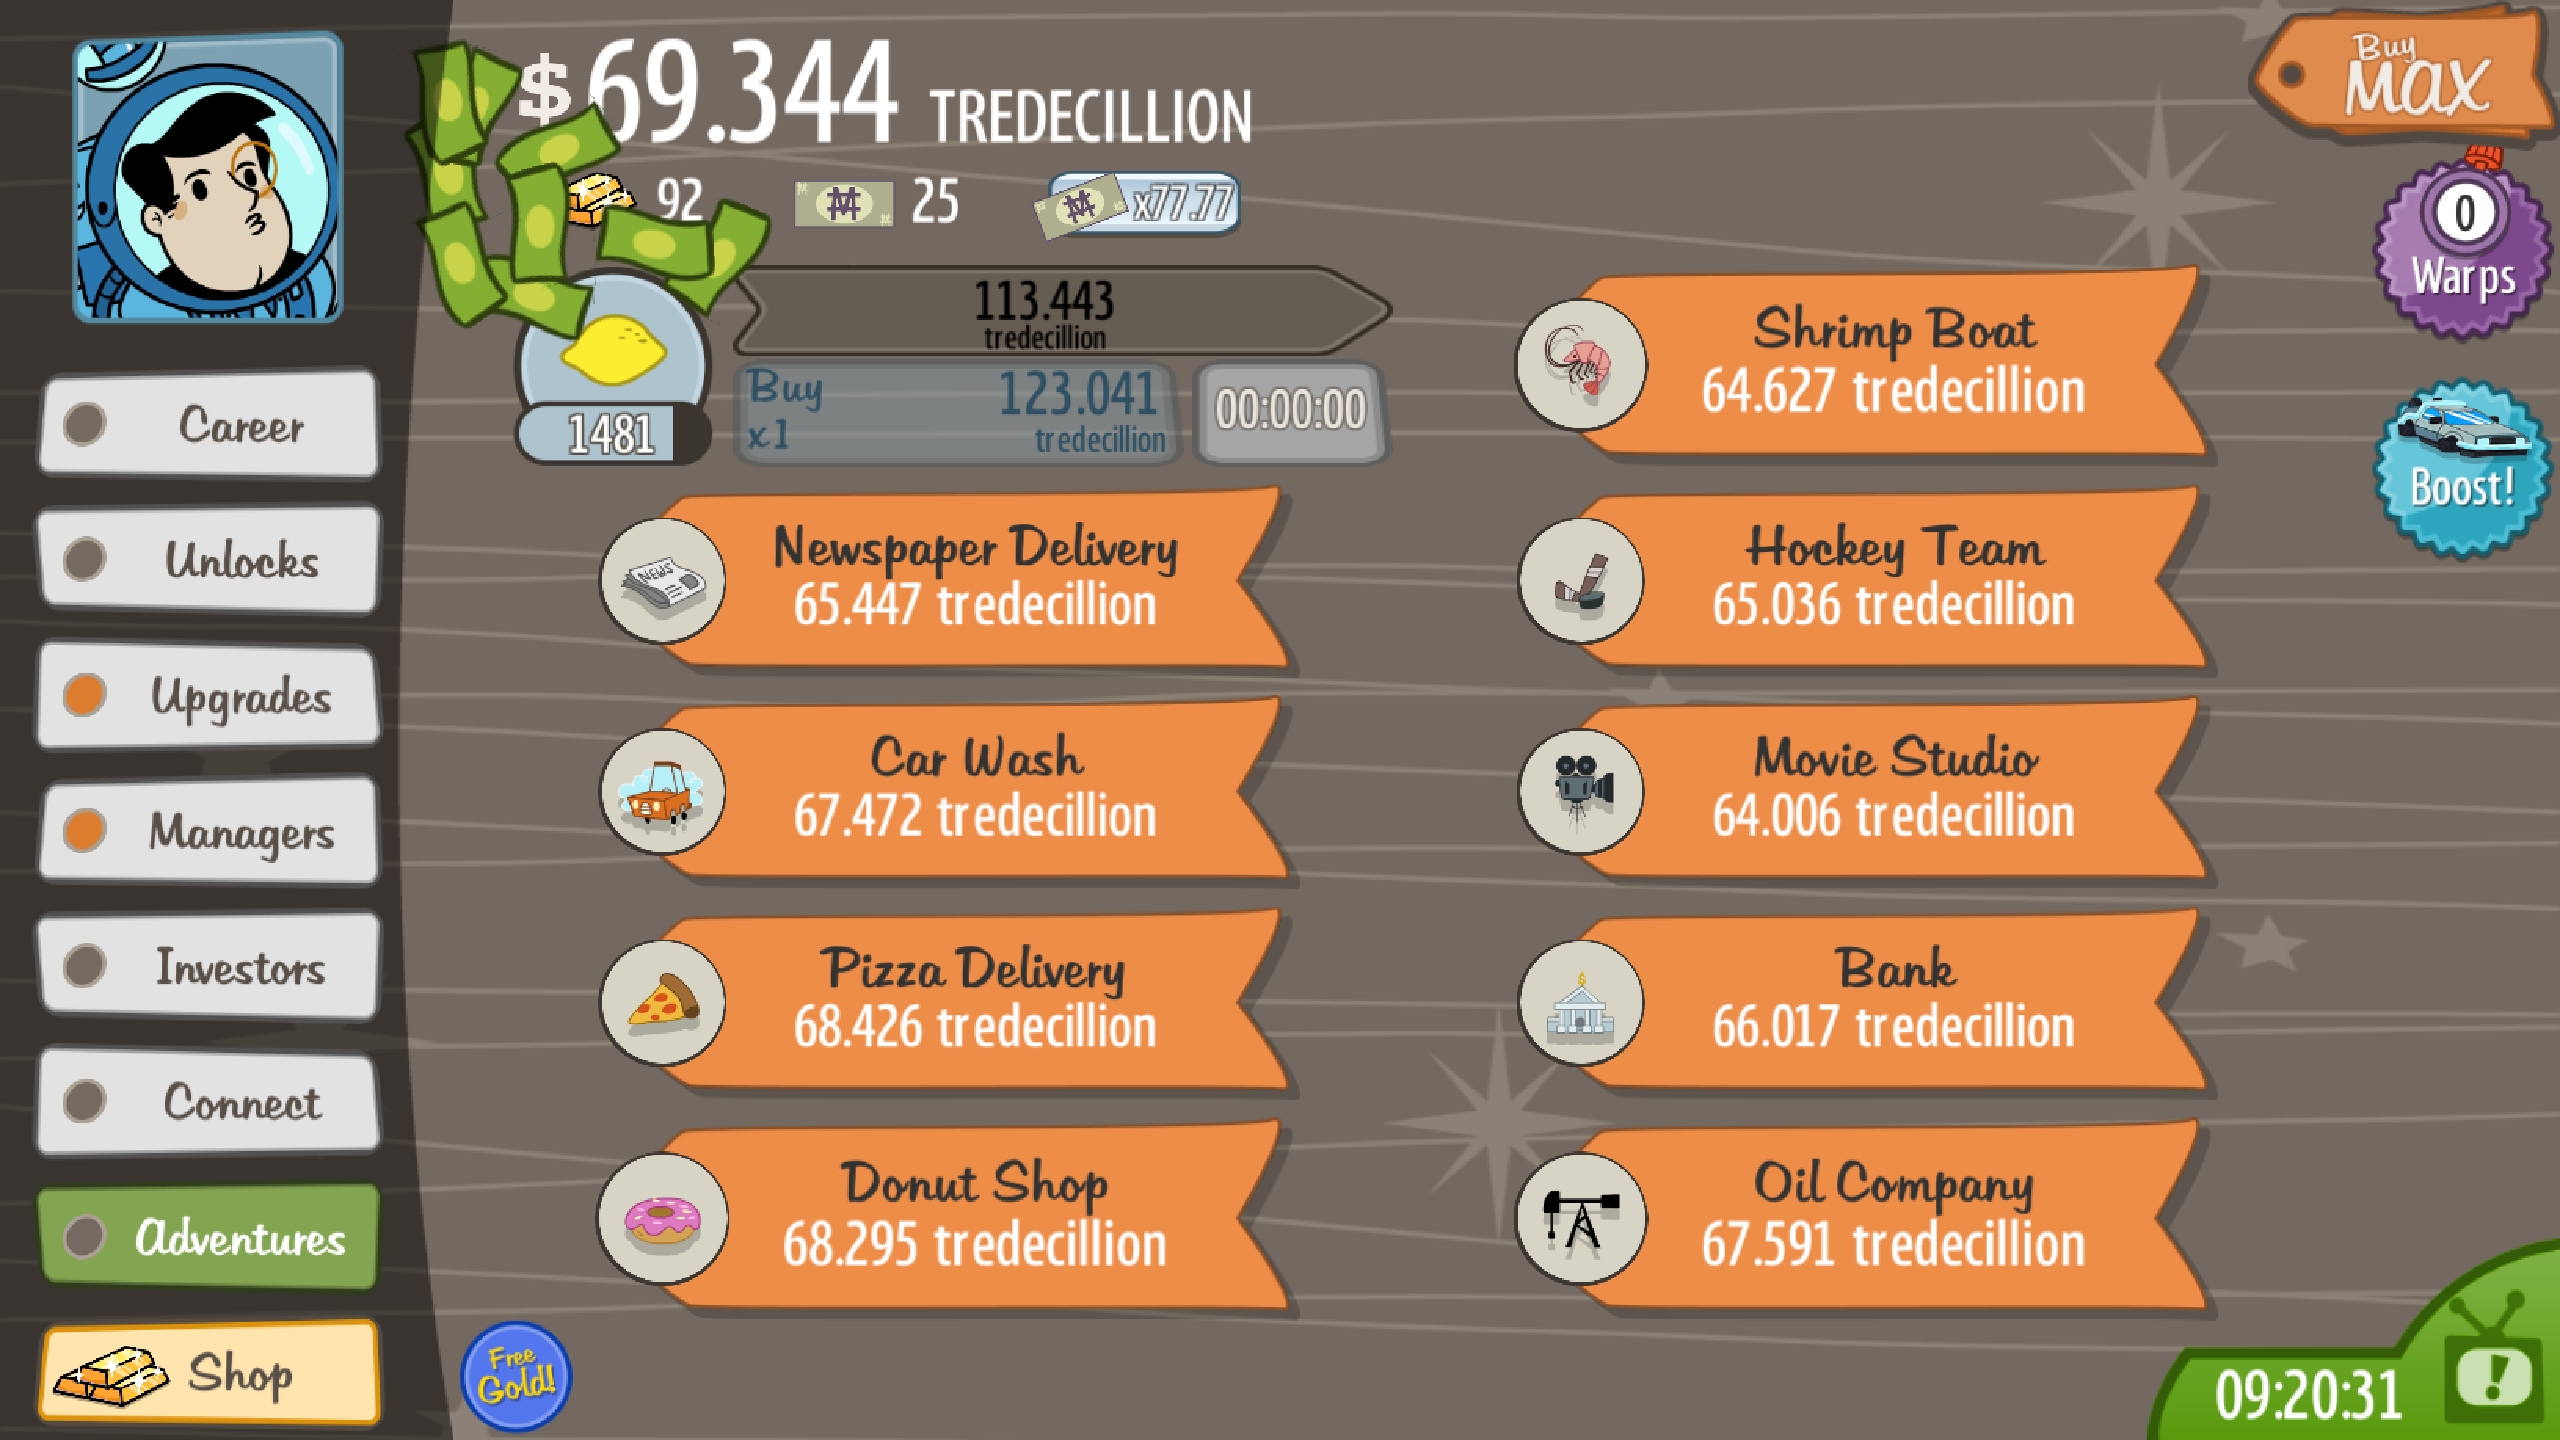 $69.344 TREDECILLION
92
25
x77.77
Buy
MAX
0
Warps
Boost!
Career
Unlocks
Upgrades
Managers
Investors
Connect
Adventures
Shop
113.443
tredecillion
1481
Buy
x1
123.041
tredecillion
00:00:00
NEWS
Newspaper Delivery
65.447 tredecillion
Car Wash
67.472 tredecillion
Pizza Delivery
68.426 tredecillion
Donut Shop
68.295 tredecillion
Shrimp Boat
64.627 tredecillion
Hockey Team
65.036 tredecillion
Movie Studio
64.006 tredecillion
Bank
66.017 tredecillion
Oil Company
67.591 tredecillion
Free
Gold!
09:20:31
!